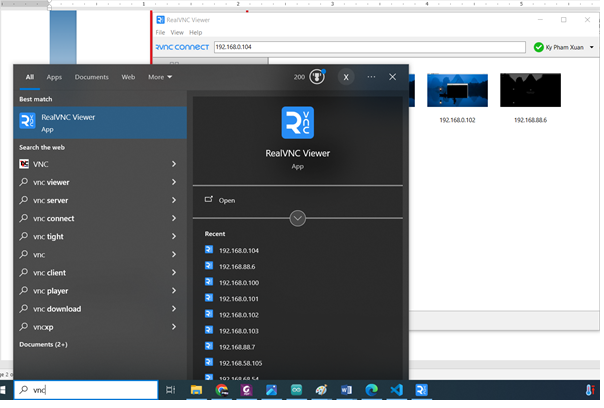 RealVNC Viewer
File View Help
RVNC CONNECT 192.168.0.104 Ky Pham Xuan
All Apps Documents Web More 200 X
Best match
RealVNC Viewer
App
Search the web
VNC
vnc viewer
vnc server
vnc connect
vnc tight
vnc
vnc client
vnc player
vnc download
vncxp
Documents (2+)
RealVNC Viewer
App
Open
Recent
192.168.0.104
192.168.88.6
192.168.0.100
192.168.0.101
192.168.0.102
192.168.0.103
192.168.88.7
192.168.58.105
192.168.0.102
192.168.88.6
vnc